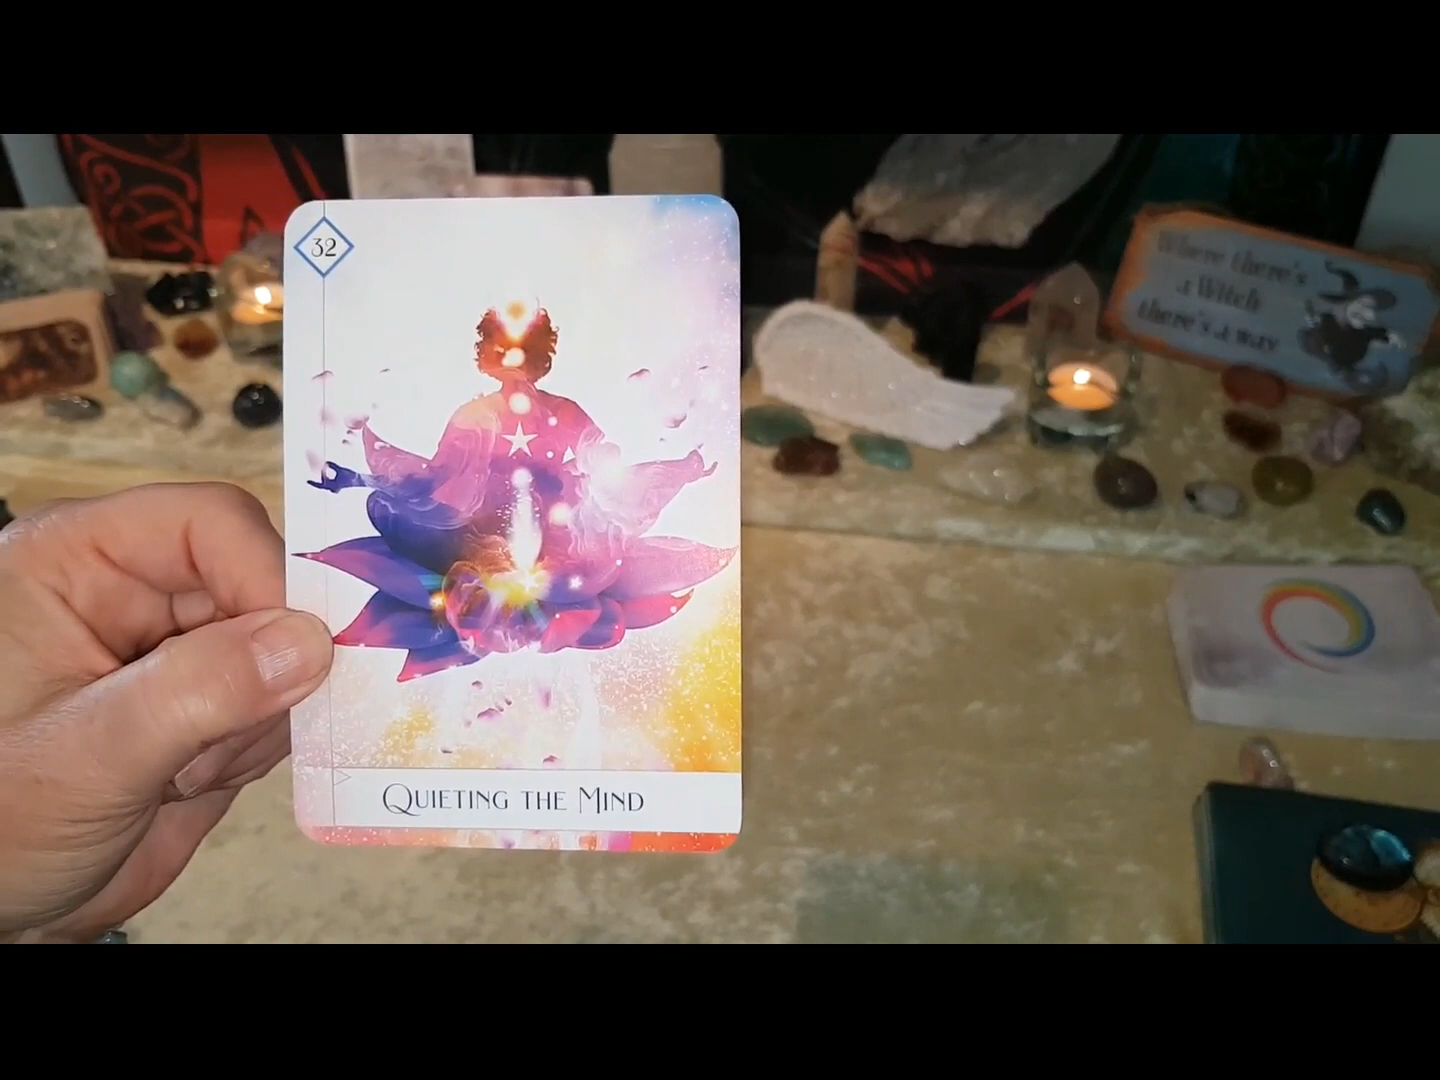 32
Quieting the Mind
Where there's
a Witch
there's a way